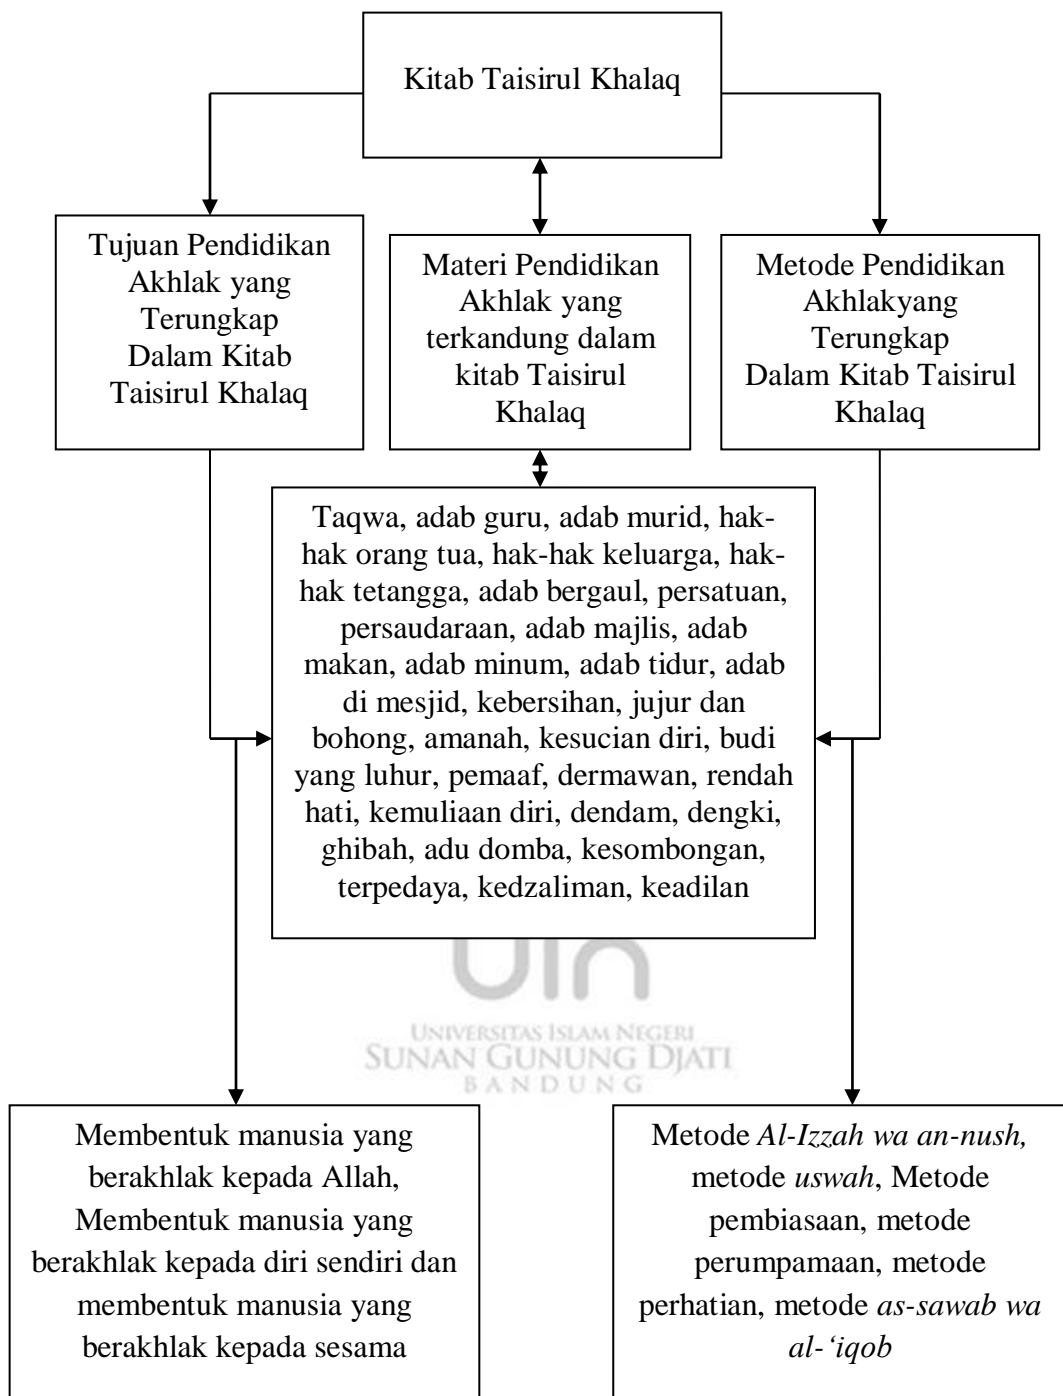 Kitab Taisirul Khalaq
Tujuan Pendidikan
Akhlak yang
Terungkap
Dalam Kitab
Taisirul Khalaq
Materi Pendidikan
Akhlak yang
terkandung dalam
kitab Taisirul
Khalaq
Metode Pendidikan
Akhlakyang
Terungkap
Dalam Kitab Taisirul
Khalaq
Taqwa, adab guru, adab murid, hak-
hak orang tua, hak-hak keluarga, hak-
hak tetangga, adab bergaul, persatuan,
persaudaraan, adab majlis, adab
makan, adab minum, adab tidur, adab
di mesjid, kebersihan, jujur dan
bohong, amanah, kesucian diri, budi
yang luhur, pemaaf, dermawan, rendah
hati, kemuliaan diri, dendam, dengki,
ghibah, adu domba, kesombongan,
terpedaya, kedzaliman, keadilan
uin
UNIVERSITAS ISLAM NEGERI
SUNAN GUNUNG DJATI
BANDUNG
Membentuk manusia yang
berakhlak kepada Allah,
Membentuk manusia yang
berakhlak kepada diri sendiri dan
membentuk manusia yang
berakhlak kepada sesama
Metode Al-Izzah wa an-nush,
metode uswah, Metode
pembiasaan, metode
perumpamaan, metode
perhatian, metode as-sawab wa
al-‘iqob